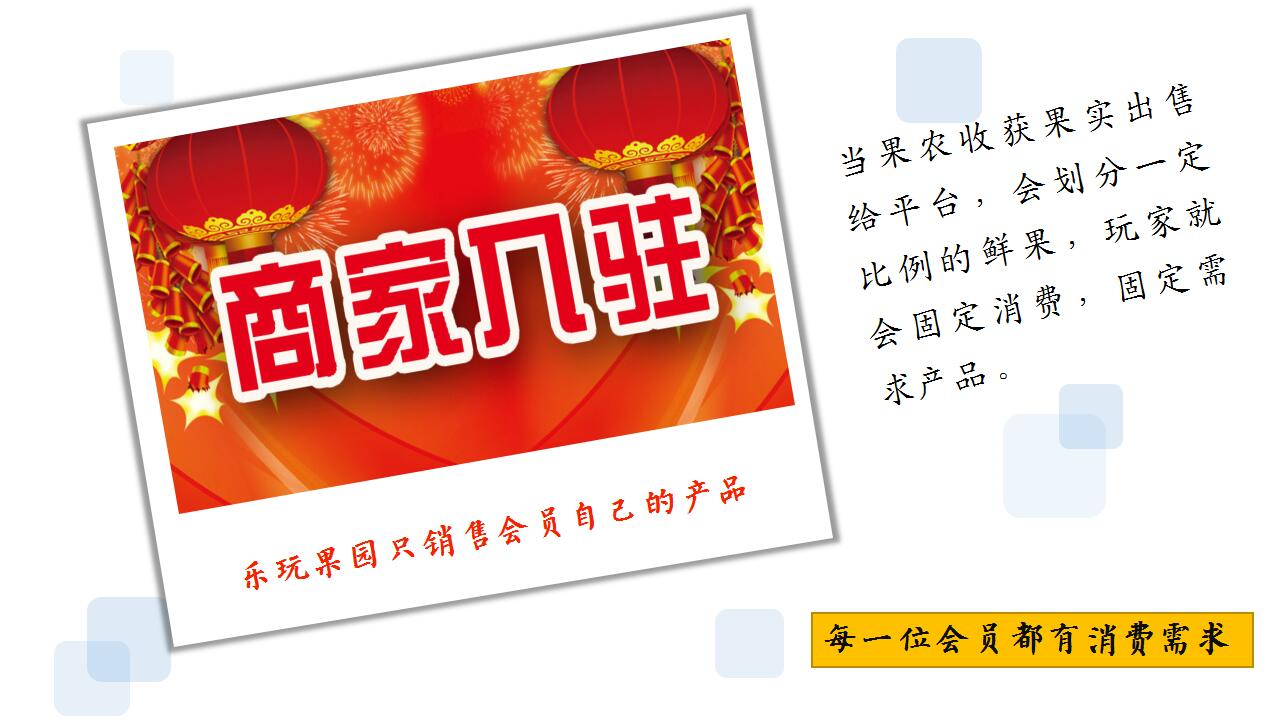 商家入驻
乐玩果园只销售会员自己的产品
当果农收获果实出售
给平台，会划分一定
比例的鲜果，玩家就
会固定消费，固定需
求产品。
每一位会员都有消费需求